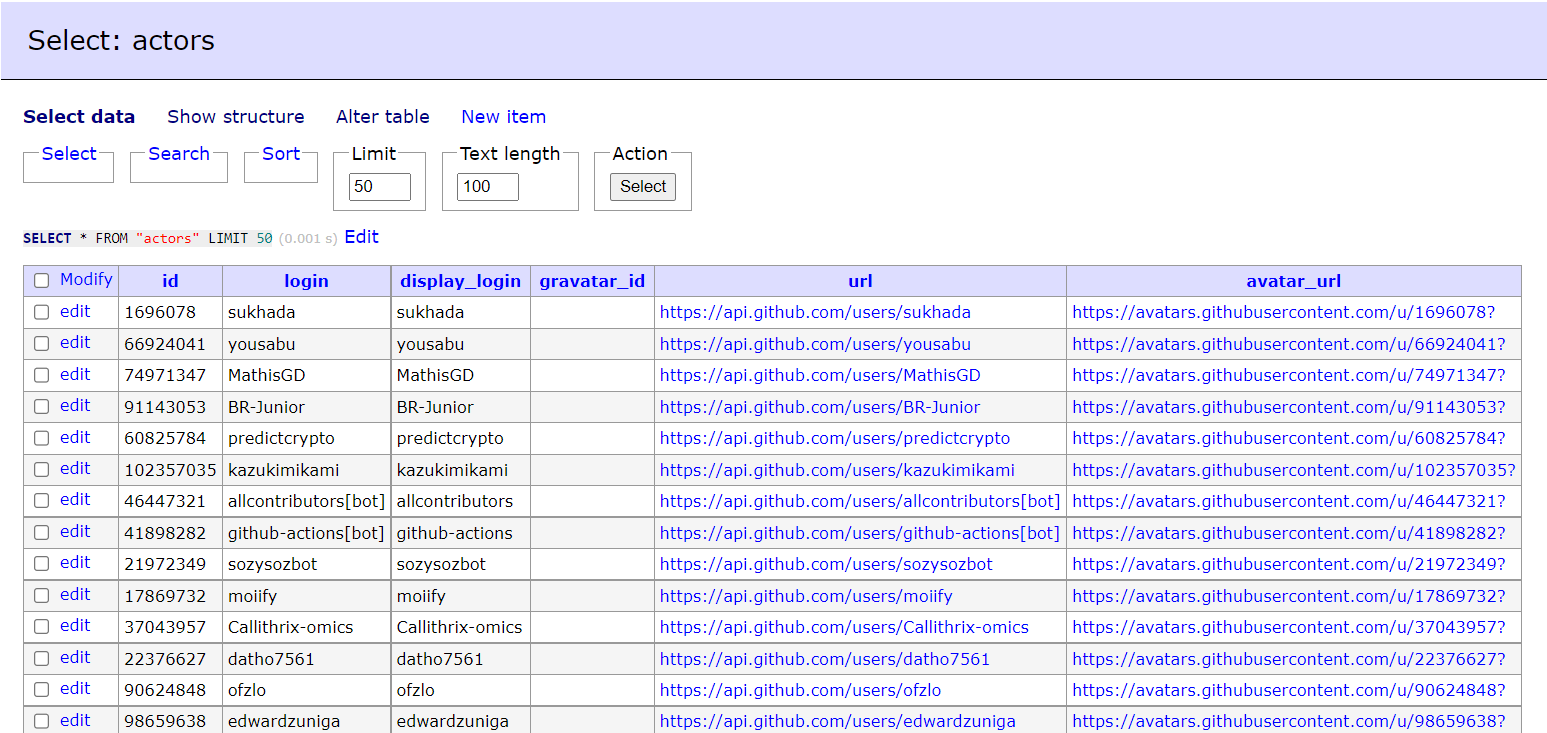 Select: actors
Select data Show structure Alter table New item
Select Search Sort Limit Text length Action
50 100 Select
SELECT * FROM "actors" LIMIT 50 (0.001 s) Edit
Modify id login display_login gravatar_id url avatar_url
edit 1696078 sukhada sukhada https://api.github.com/users/sukhada https://avatars.githubusercontent.com/u/1696078?
edit 66924041 yousabu yousabu https://api.github.com/users/yousabu https://avatars.githubusercontent.com/u/66924041?
edit 74971347 MathisGD MathisGD https://api.github.com/users/MathisGD https://avatars.githubusercontent.com/u/74971347?
edit 91143053 BR-Junior BR-Junior https://api.github.com/users/BR-Junior https://avatars.githubusercontent.com/u/91143053?
edit 60825784 predictcrypto predictcrypto https://api.github.com/users/predictcrypto https://avatars.githubusercontent.com/u/60825784?
edit 102357035 kazukimikami kazukimikami https://api.github.com/users/kazukimikami https://avatars.githubusercontent.com/u/102357035?
edit 46447321 allcontributors[bot] allcontributors https://api.github.com/users/allcontributors[bot] https://avatars.githubusercontent.com/u/46447321?
edit 41898282 github-actions[bot] github-actions https://api.github.com/users/github-actions[bot] https://avatars.githubusercontent.com/u/41898282?
edit 21972349 sozysozbot sozysozbot https://api.github.com/users/sozysozbot https://avatars.githubusercontent.com/u/21972349?
edit 17869732 moiify moiify https://api.github.com/users/moiify https://avatars.githubusercontent.com/u/17869732?
edit 37043957 Callithrix-omics Callithrix-omics https://api.github.com/users/Callithrix-omics https://avatars.githubusercontent.com/u/37043957?
edit 22376627 datho7561 datho7561 https://api.github.com/users/datho7561 https://avatars.githubusercontent.com/u/22376627?
edit 90624848 ofzlo ofzlo https://api.github.com/users/ofzlo https://avatars.githubusercontent.com/u/90624848?
edit 98659638 edwardzuniga edwardzuniga https://api.github.com/users/edwardzuniga https://avatars.githubusercontent.com/u/98659638?